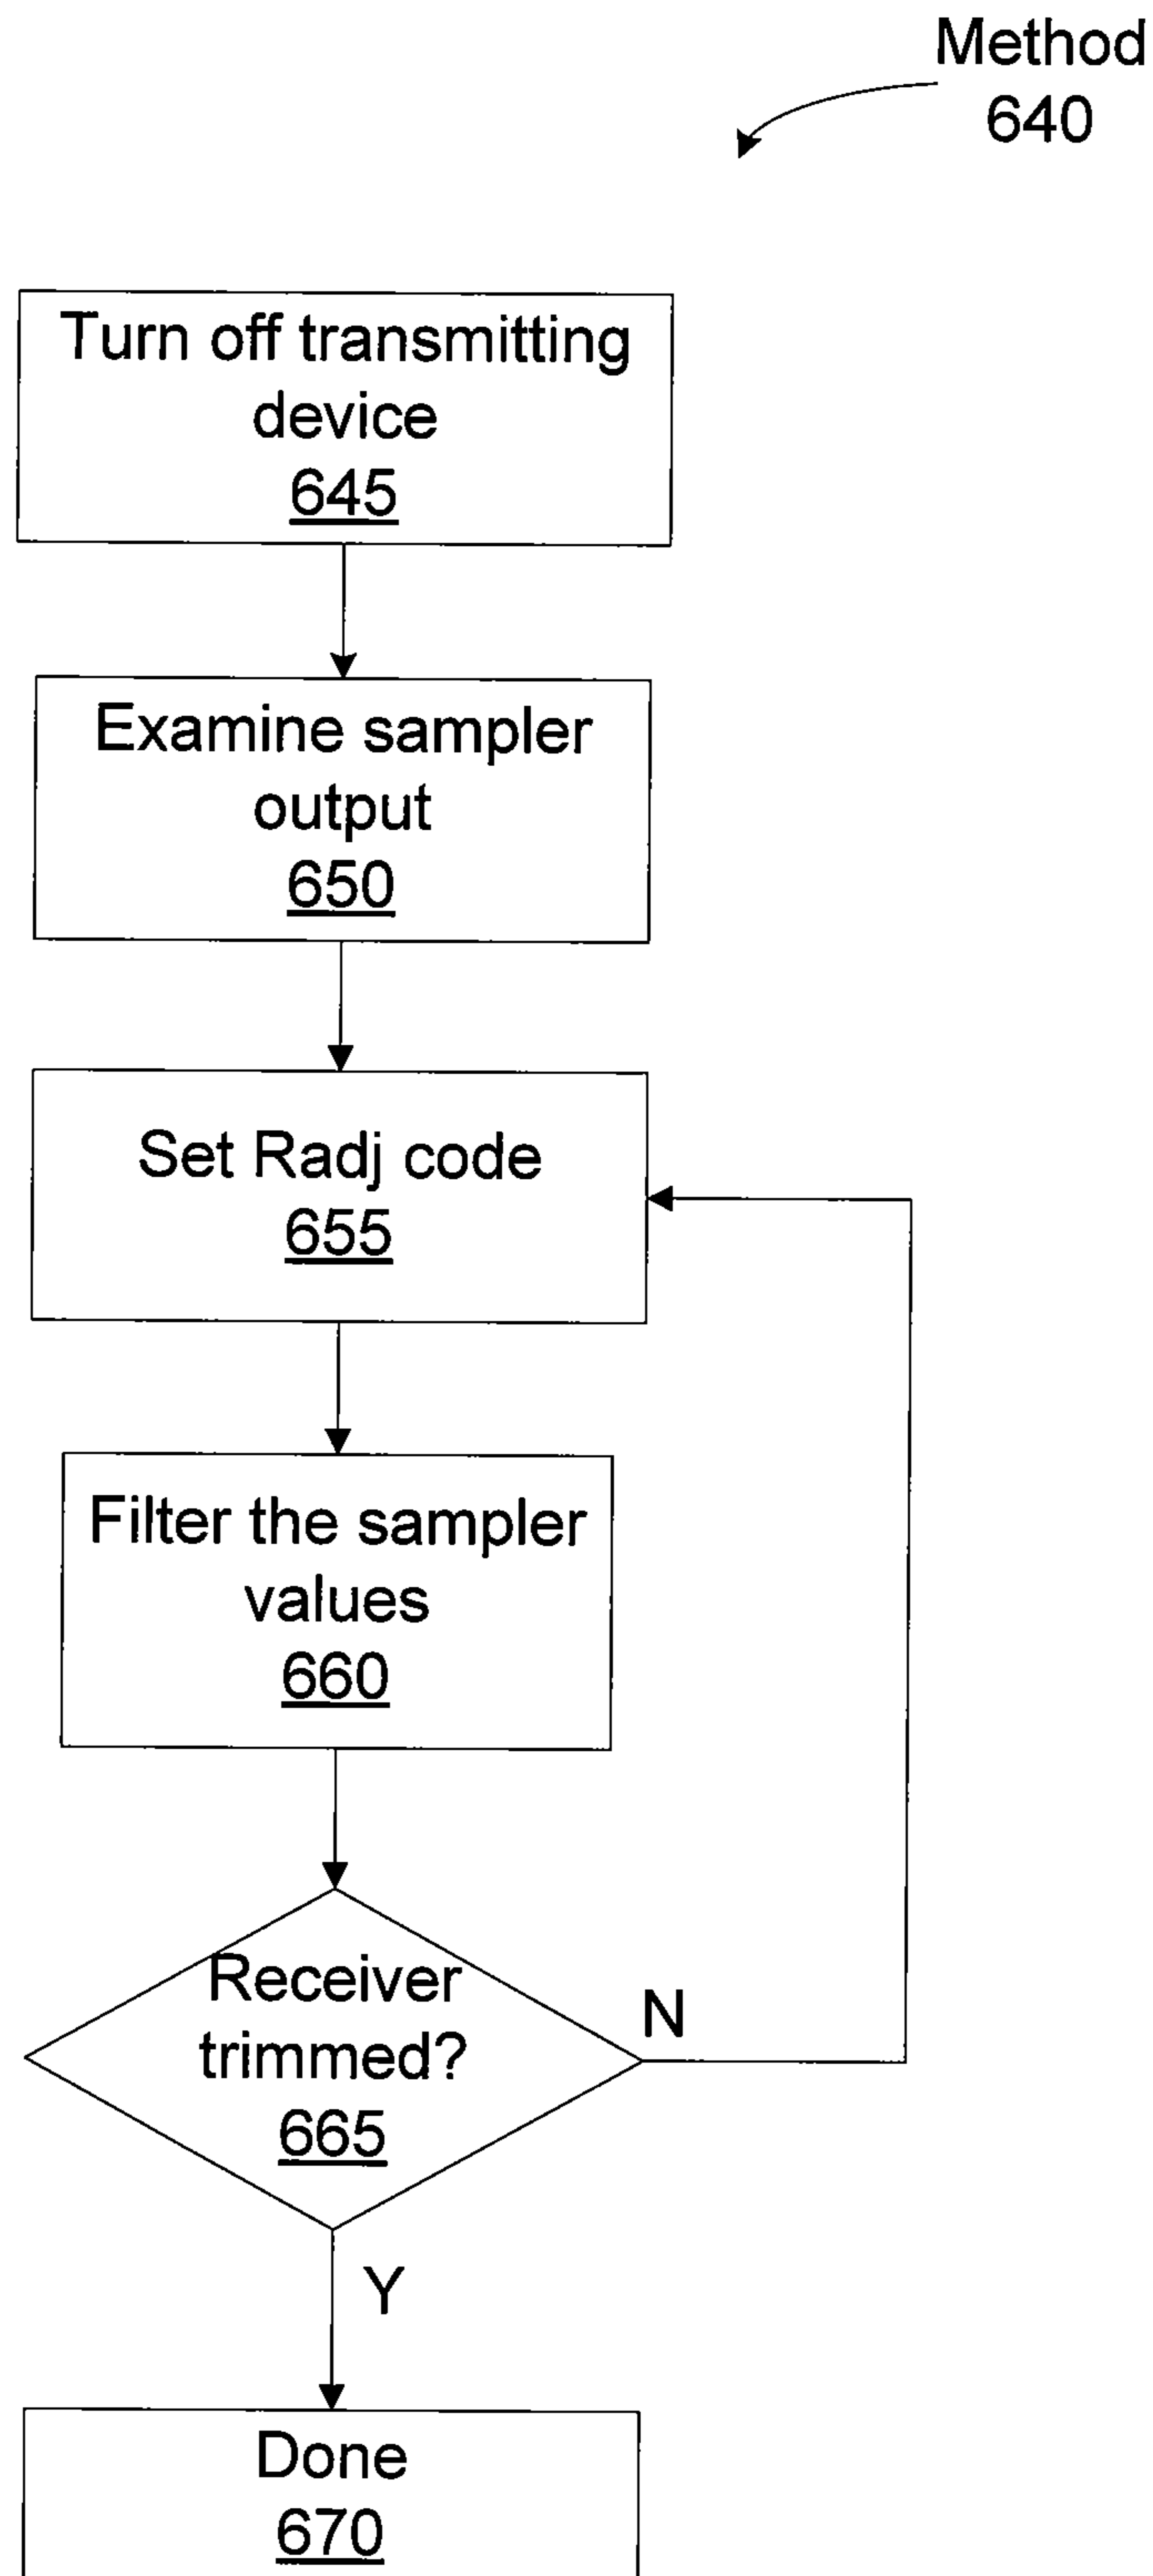 Method
640
Turn off transmitting
device
645
Examine sampler
output
650
Set Radj code
655
Filter the sampler
values
660
Receiver
trimmed?
665
N
Y
Done
670